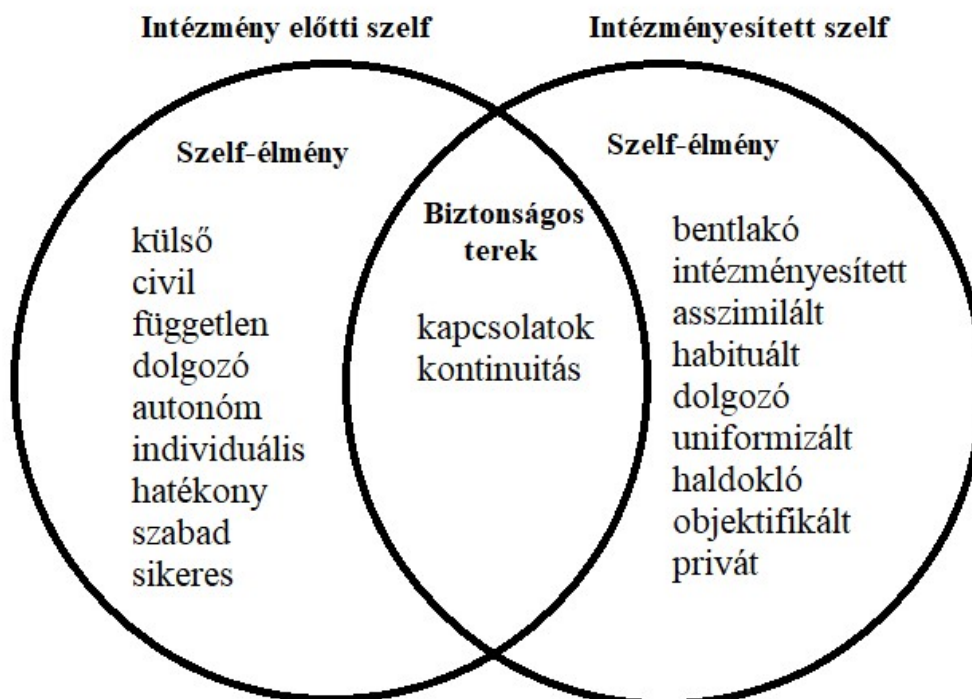 Intézmény előtti szelf
Intézményesített szelf
Szelf-élmény
külső
civil
független
dolgozó
autonóm
individuális
hatékony
szabad
sikeres
Biztonságos
terek
kapcsolatok
kontinuitás
Szelf-élmény
bentlakó
intézményesített
asszimilált
habituált
dolgozó
uniformizált
haldokló
objektifikált
privát